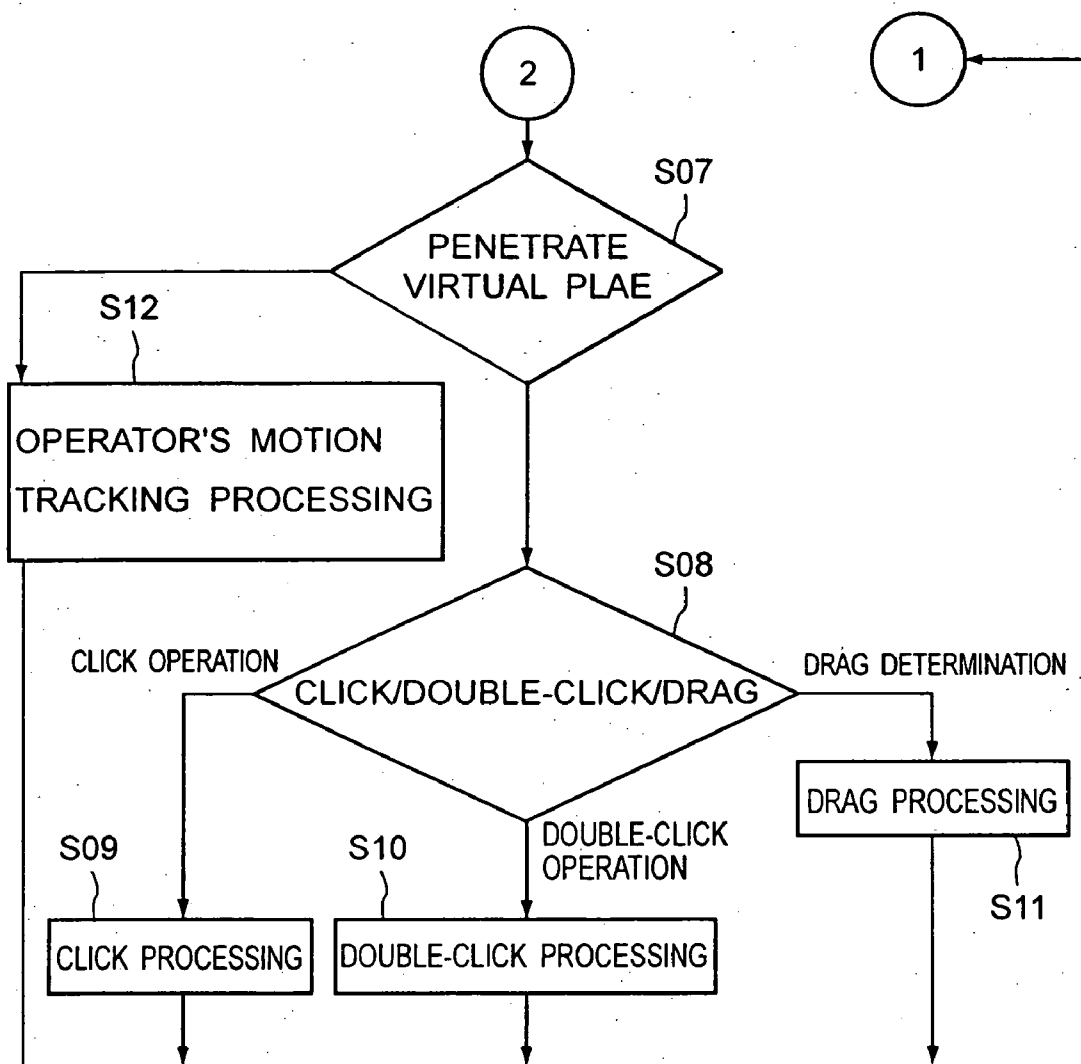 2
1
S07
PENETRATE
VIRTUAL PLAE
S12
OPERATOR'S MOTION
TRACKING PROCESSING
S08
CLICK OPERATION
CLICK/DOUBLE-CLICK/DRAG
DRAG DETERMINATION
DRAG PROCESSING
S11
DOUBLE-CLICK
OPERATION
S09
S10
CLICK PROCESSING
DOUBLE-CLICK PROCESSING